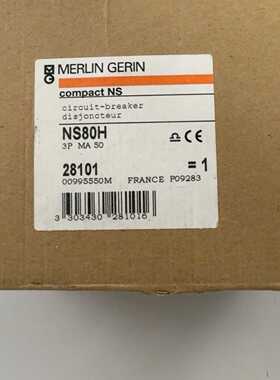 MERLIN GERIN
compact NS
circuit-breaker
disjoncteur
NS80H
3P MA 50
28101 = 1
00995550M FRANCE P09283
3 303430 281016